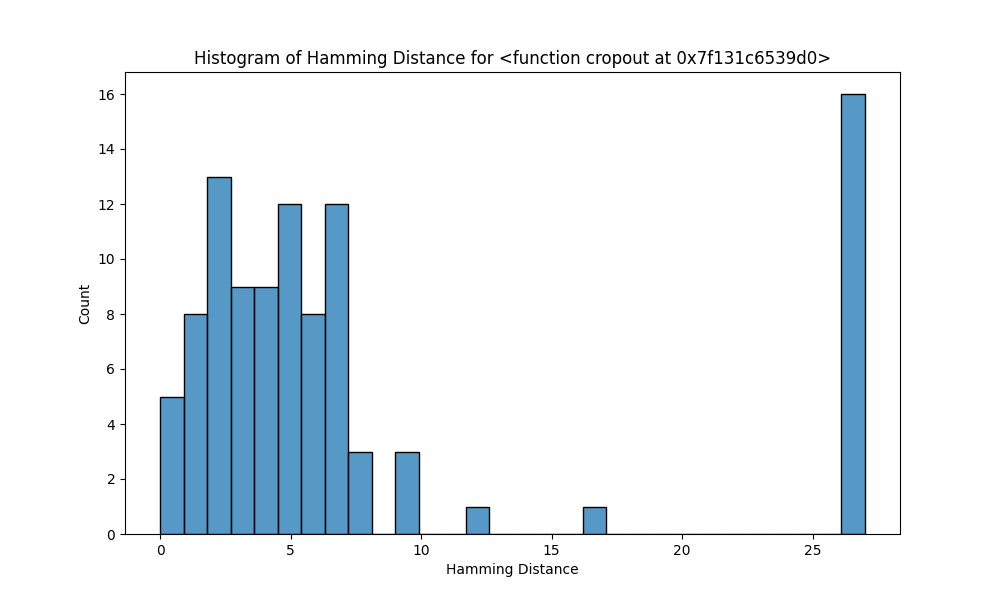 Histogram of Hamming Distance for <function cropout at 0x7f131c6539d0>
16
14
12
10
8
6
4
2
0
Count
0 5 10 15 20 25
Hamming Distance